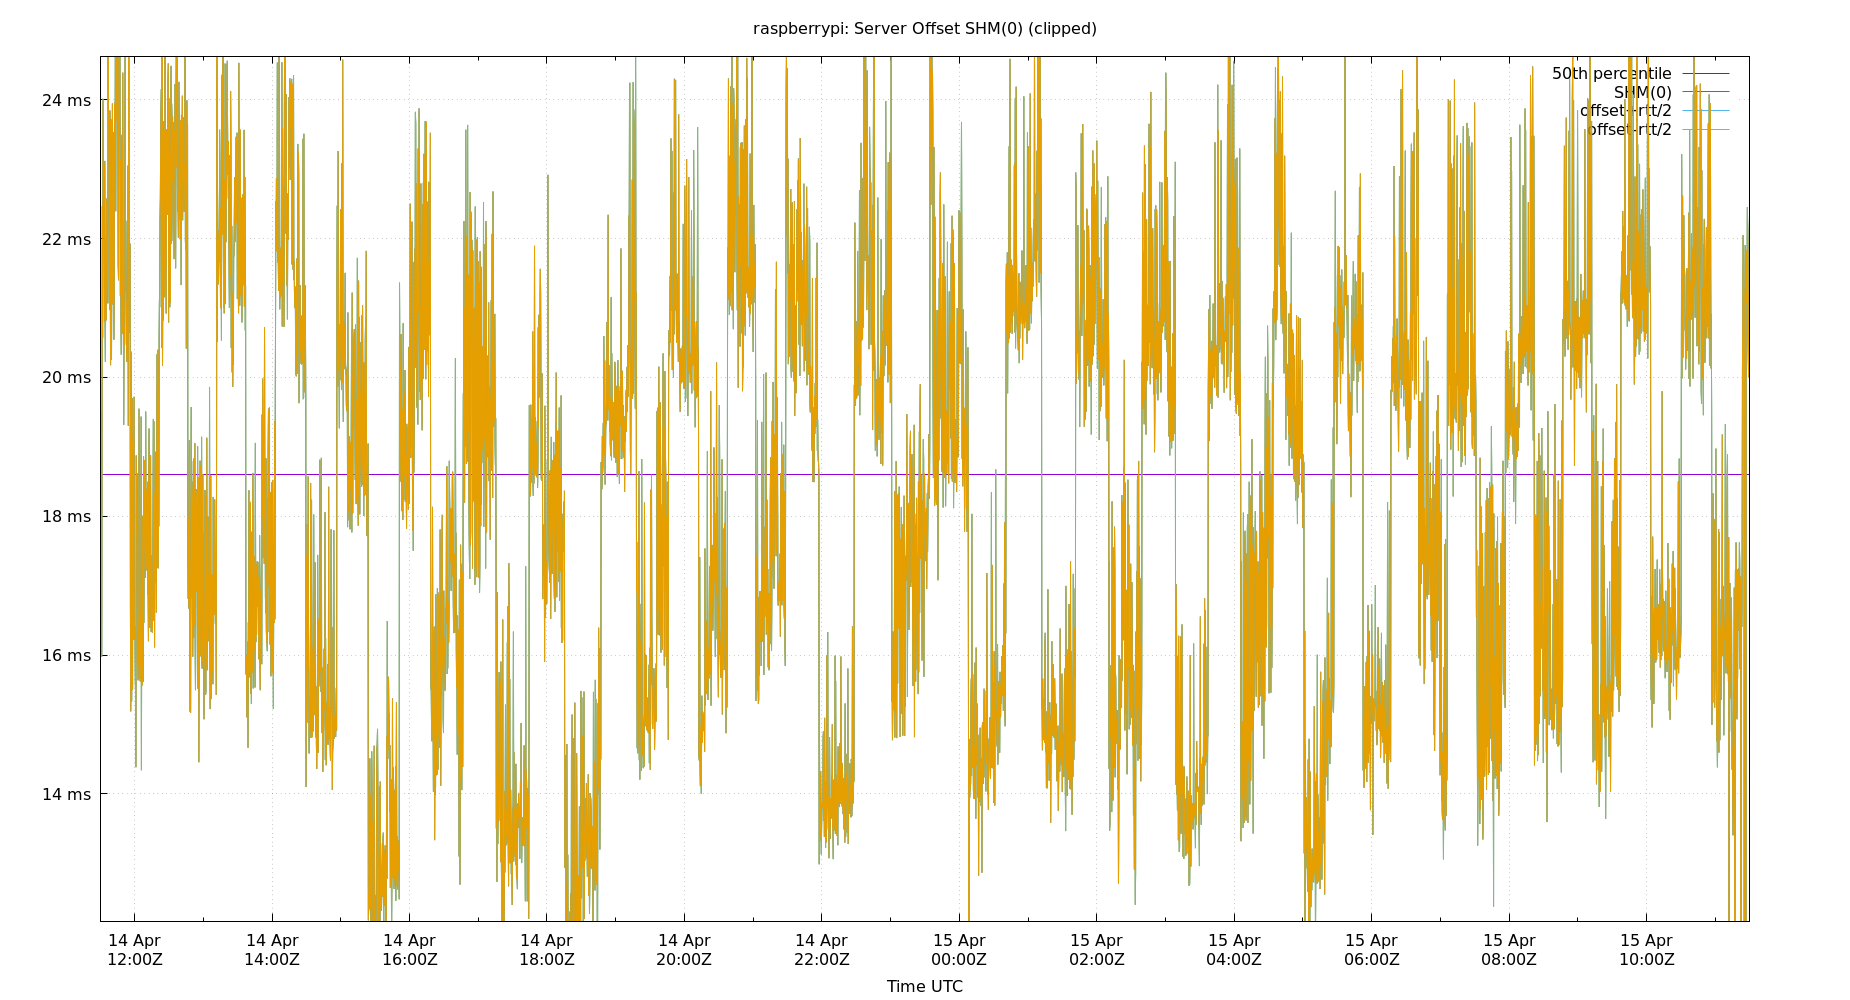 raspberrypi: Server Offset SHM(0) (clipped)
50th percentile
SHM(0)
offset+rtt/2
offset-rtt/2
24 ms
22 ms
20 ms
18 ms
16 ms
14 ms
14 Apr 14 Apr 14 Apr 14 Apr 14 Apr 14 Apr 15 Apr 15 Apr 15 Apr 15 Apr 15 Apr 15 Apr
12:00Z 14:00Z 16:00Z 18:00Z 20:00Z 22:00Z 00:00Z 02:00Z 04:00Z 06:00Z 08:00Z 10:00Z
Time UTC